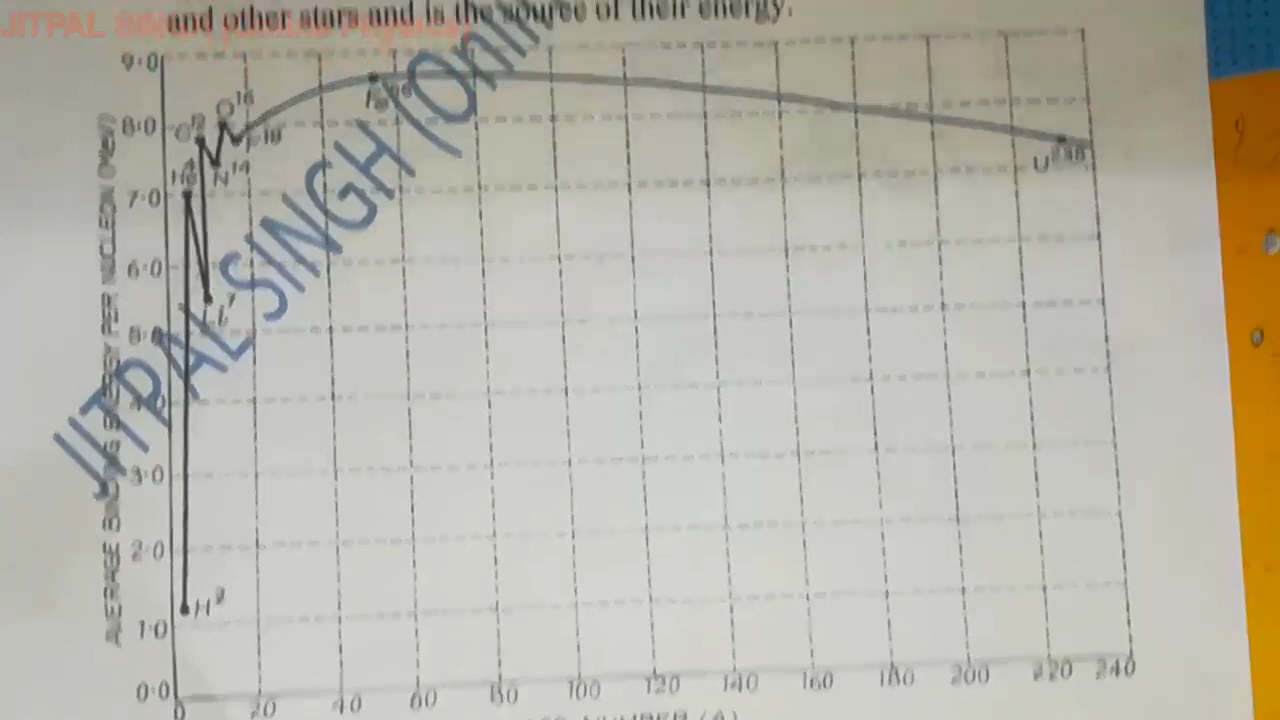 and other stars and is the source of their energy.
JITPAL SINGH (Online Physics)
9·0
8·0
7·0
6·0
5·0
4·0
3·0
2·0
1·0
0·0
AVERAGE BINDING ENERGY PER NUCLEON (MeV)
O¹⁶
C¹²
F¹⁹
He⁴
N¹⁴
Li⁷
H²
Fe⁵⁶
U²³⁸
JITPAL SINGH (Onlin
0 20 40 60 80 100 120 140 160 180 200 220 240
MASS NUMBER (A)